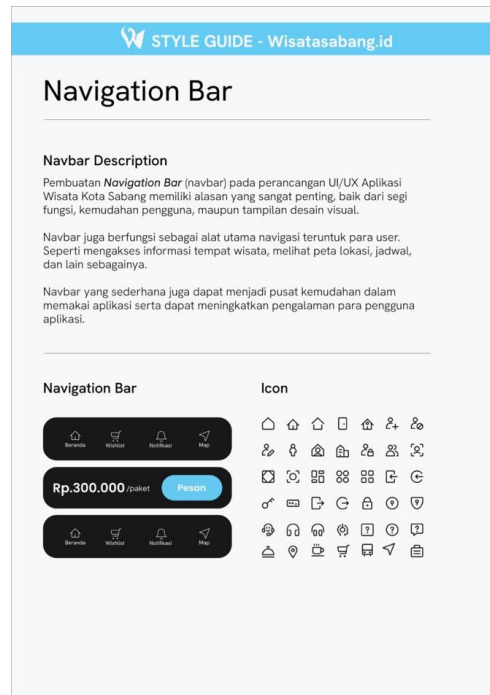 STYLE GUIDE - Wisatasabang.id
Navigation Bar
Navbar Description
Pembuatan Navigation Bar (navbar) pada perancangan UI/UX Aplikasi
Wisata Kota Sabang memiliki alasan yang sangat penting, baik dari segi
fungsi, kemudahan pengguna, maupun tampilan desain visual.
Navbar juga berfungsi sebagai alat utama navigasi teruntuk para user.
Seperti mengakses informasi tempat wisata, melihat peta lokasi, jadwal,
dan lain sebagainya.
Navbar yang sederhana juga dapat menjadi pusat kemudahan dalam
memakai aplikasi serta dapat meningkatkan pengalaman para pengguna
aplikasi.
Navigation Bar
Beranda Wishlist Notifikasi Map
Rp.300.000 /paket Pesan
Beranda Wishlist Notifikasi Map
Icon